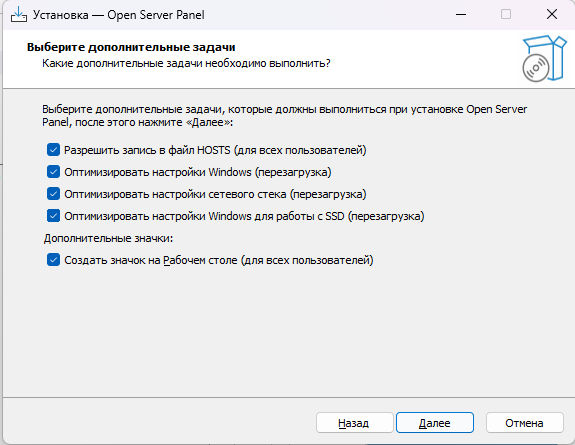 Установка — Open Server Panel
Выберите дополнительные задачи
Какие дополнительные задачи необходимо выполнить?
Выберите дополнительные задачи, которые должны выполниться при установке Open Server
Panel, после этого нажмите «Далее»:
Разрешить запись в файл HOSTS (для всех пользователей)
Оптимизировать настройки Windows (перезагрузка)
Оптимизировать настройки сетевого стека (перезагрузка)
Оптимизировать настройки Windows для работы с SSD (перезагрузка)
Дополнительные значки:
Создать значок на Рабочем столе (для всех пользователей)
Назад
Далее
Отмена